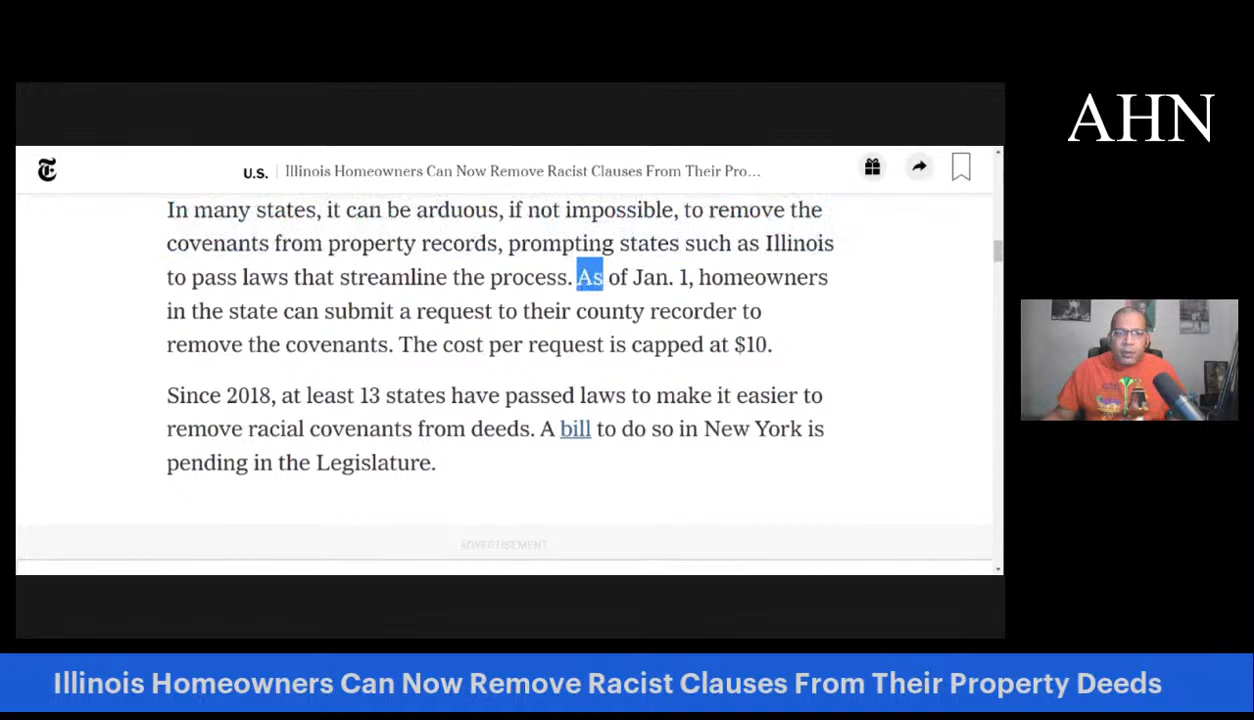 AHN
U.S. Illinois Homeowners Can Now Remove Racist Clauses From Their Pro...
In many states, it can be arduous, if not impossible, to remove the
covenants from property records, prompting states such as Illinois
to pass laws that streamline the process. As of Jan. 1, homeowners
in the state can submit a request to their county recorder to
remove the covenants. The cost per request is capped at $10.
Since 2018, at least 13 states have passed laws to make it easier to
remove racial covenants from deeds. A bill to do so in New York is
pending in the Legislature.
ADVERTISEMENT
Illinois Homeowners Can Now Remove Racist Clauses From Their Property Deeds